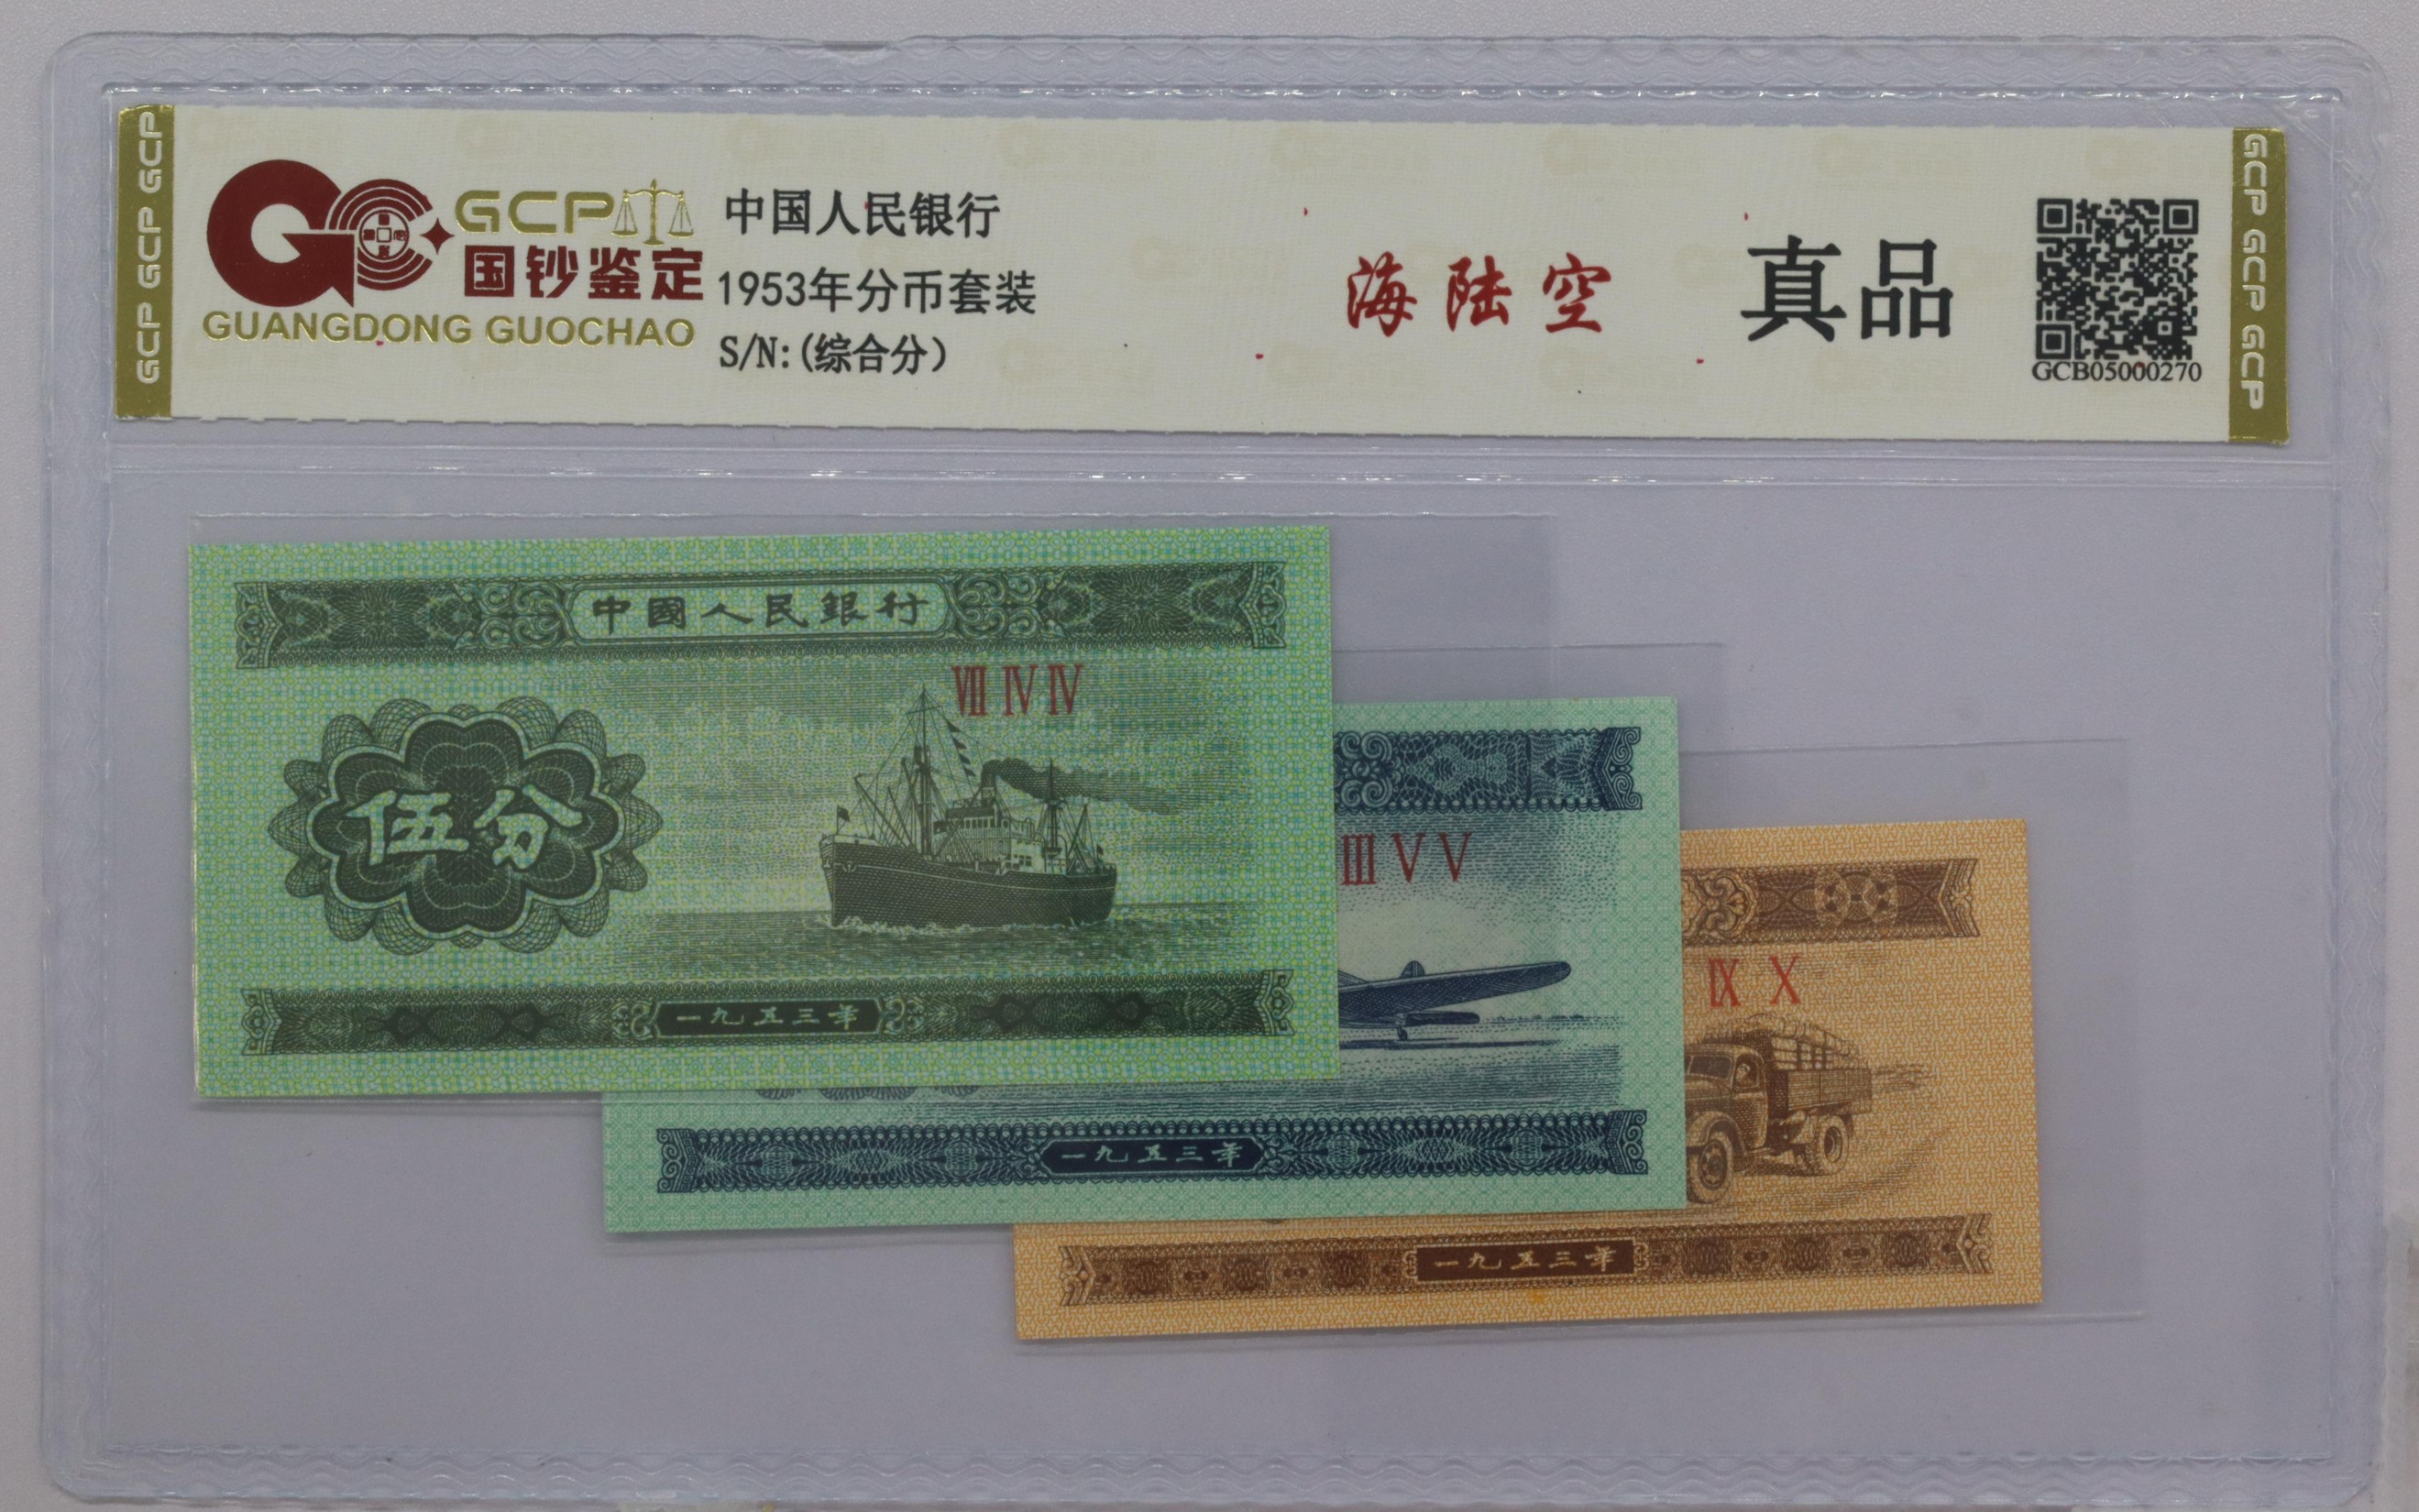 GCP GCP GCP
GCP
国钞鉴定
GUANGDONG GUOCHAO
中国人民银行
1953年分币套装
S/N:(综合分)
海陆空
真品
GCB05000270
GCP GCP GCP
中國人民銀行
VIII IV IV
伍分
一九五三年
III V V
一九五三年
IX X
一九五三年